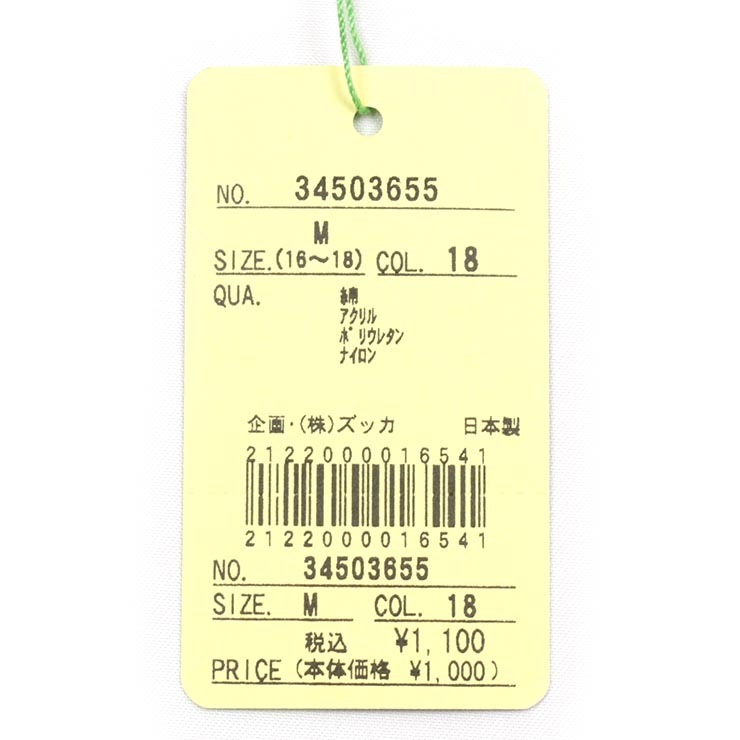 NO. 34503655
M
SIZE.(16～18) COL. 18
QUA. 綿
アクリル
ポリウレタン
ナイロン
企画・(株)ズッカ 日本製
2122000016541
2122000016541
NO. 34503655
SIZE. M COL. 18
税込 ¥1,100
PRICE (本体価格 ¥1,000)